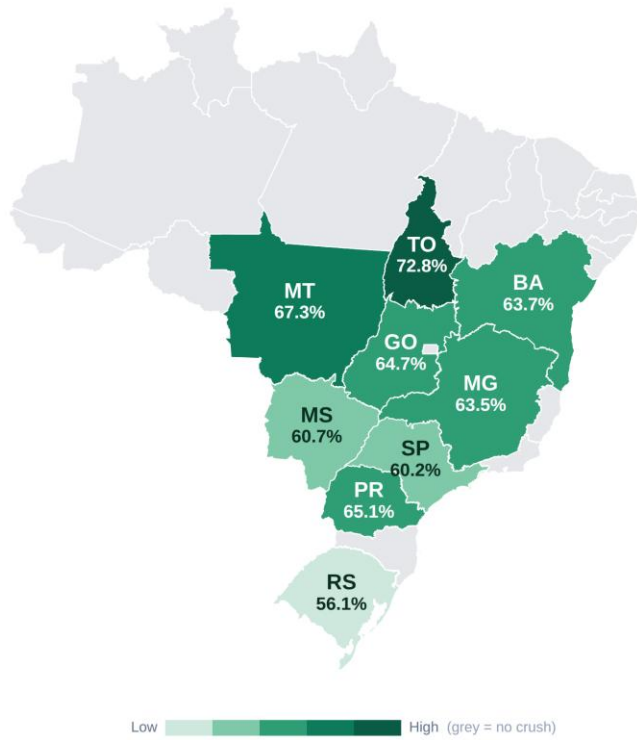 TO
72.8%
BA
63.7%
MT
67.3%
GO
64.7%
MG
63.5%
MS
60.7%
SP
60.2%
PR
65.1%
RS
56.1%
Low High (grey = no crush)